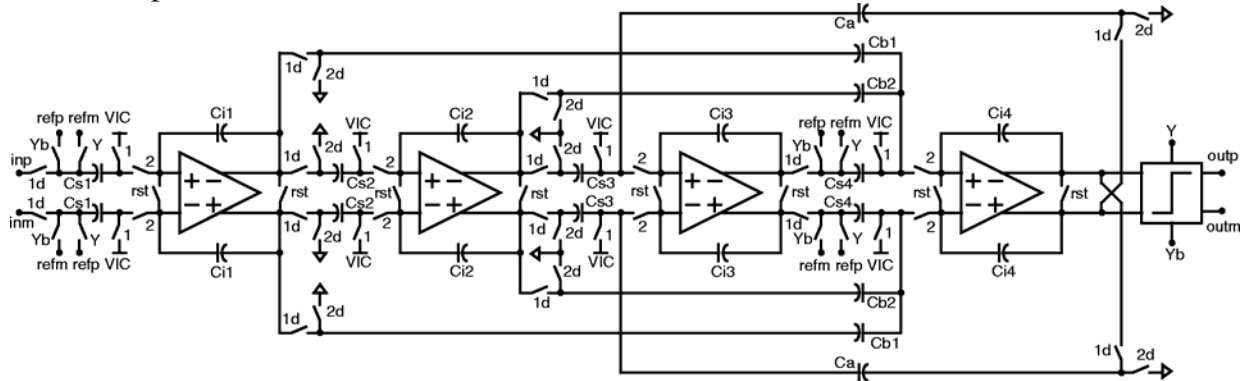 Ca
1d
2d
1d
2d
Cb1
1d
2d
Cb2
refp refm VIC
Ci1
VIC
Ci2
VIC
Ci3
refp refm VIC
Ci4
Y
Yb Y 1 2
1d 2d 1 2
1d 2d 1 2
1d Yb Y 1 2
inp
1d Cs1
+ −
Cs2
+ −
Cs3
+ −
Cs4
+ −
outp
rst rst rst rst rst rst rst rst
inm
1d Cs1
− +
Cs2
− +
Cs3
− +
Cs4
− +
outm
Yb Y 1 2
1d 2d 1 2
1d 2d 1 2
1d Yb Y 1 2
refm refp VIC
Ci1
VIC
Ci2
VIC
Ci3
refm refp VIC
Ci4
Yb
1d
2d
Cb2
1d
2d
Cb1
1d
2d
Ca